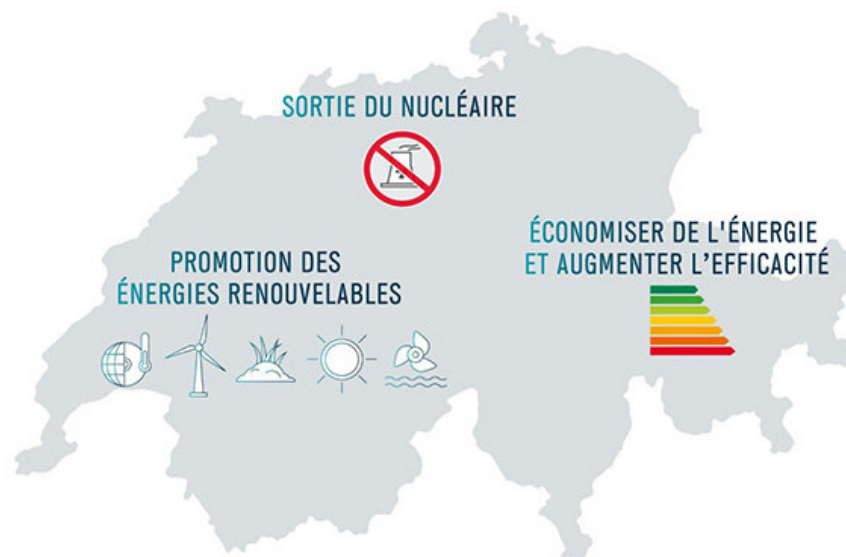 SORTIE DU NUCLÉAIRE
PROMOTION DES
ÉNERGIES RENOUVELABLES
ÉCONOMISER DE L'ÉNERGIE
ET AUGMENTER L’EFFICACITÉ